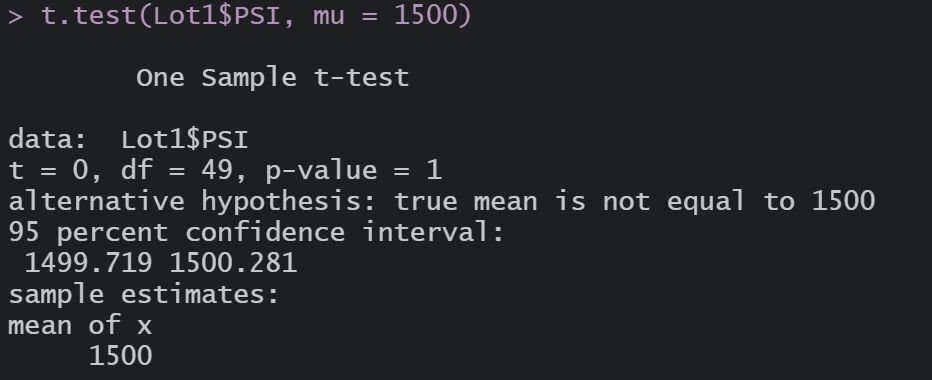 > t.test(Lot1$PSI, mu = 1500)
One Sample t-test
data:  Lot1$PSI
t = 0, df = 49, p-value = 1
alternative hypothesis: true mean is not equal to 1500
95 percent confidence interval:
1499.719 1500.281
sample estimates:
mean of x
1500